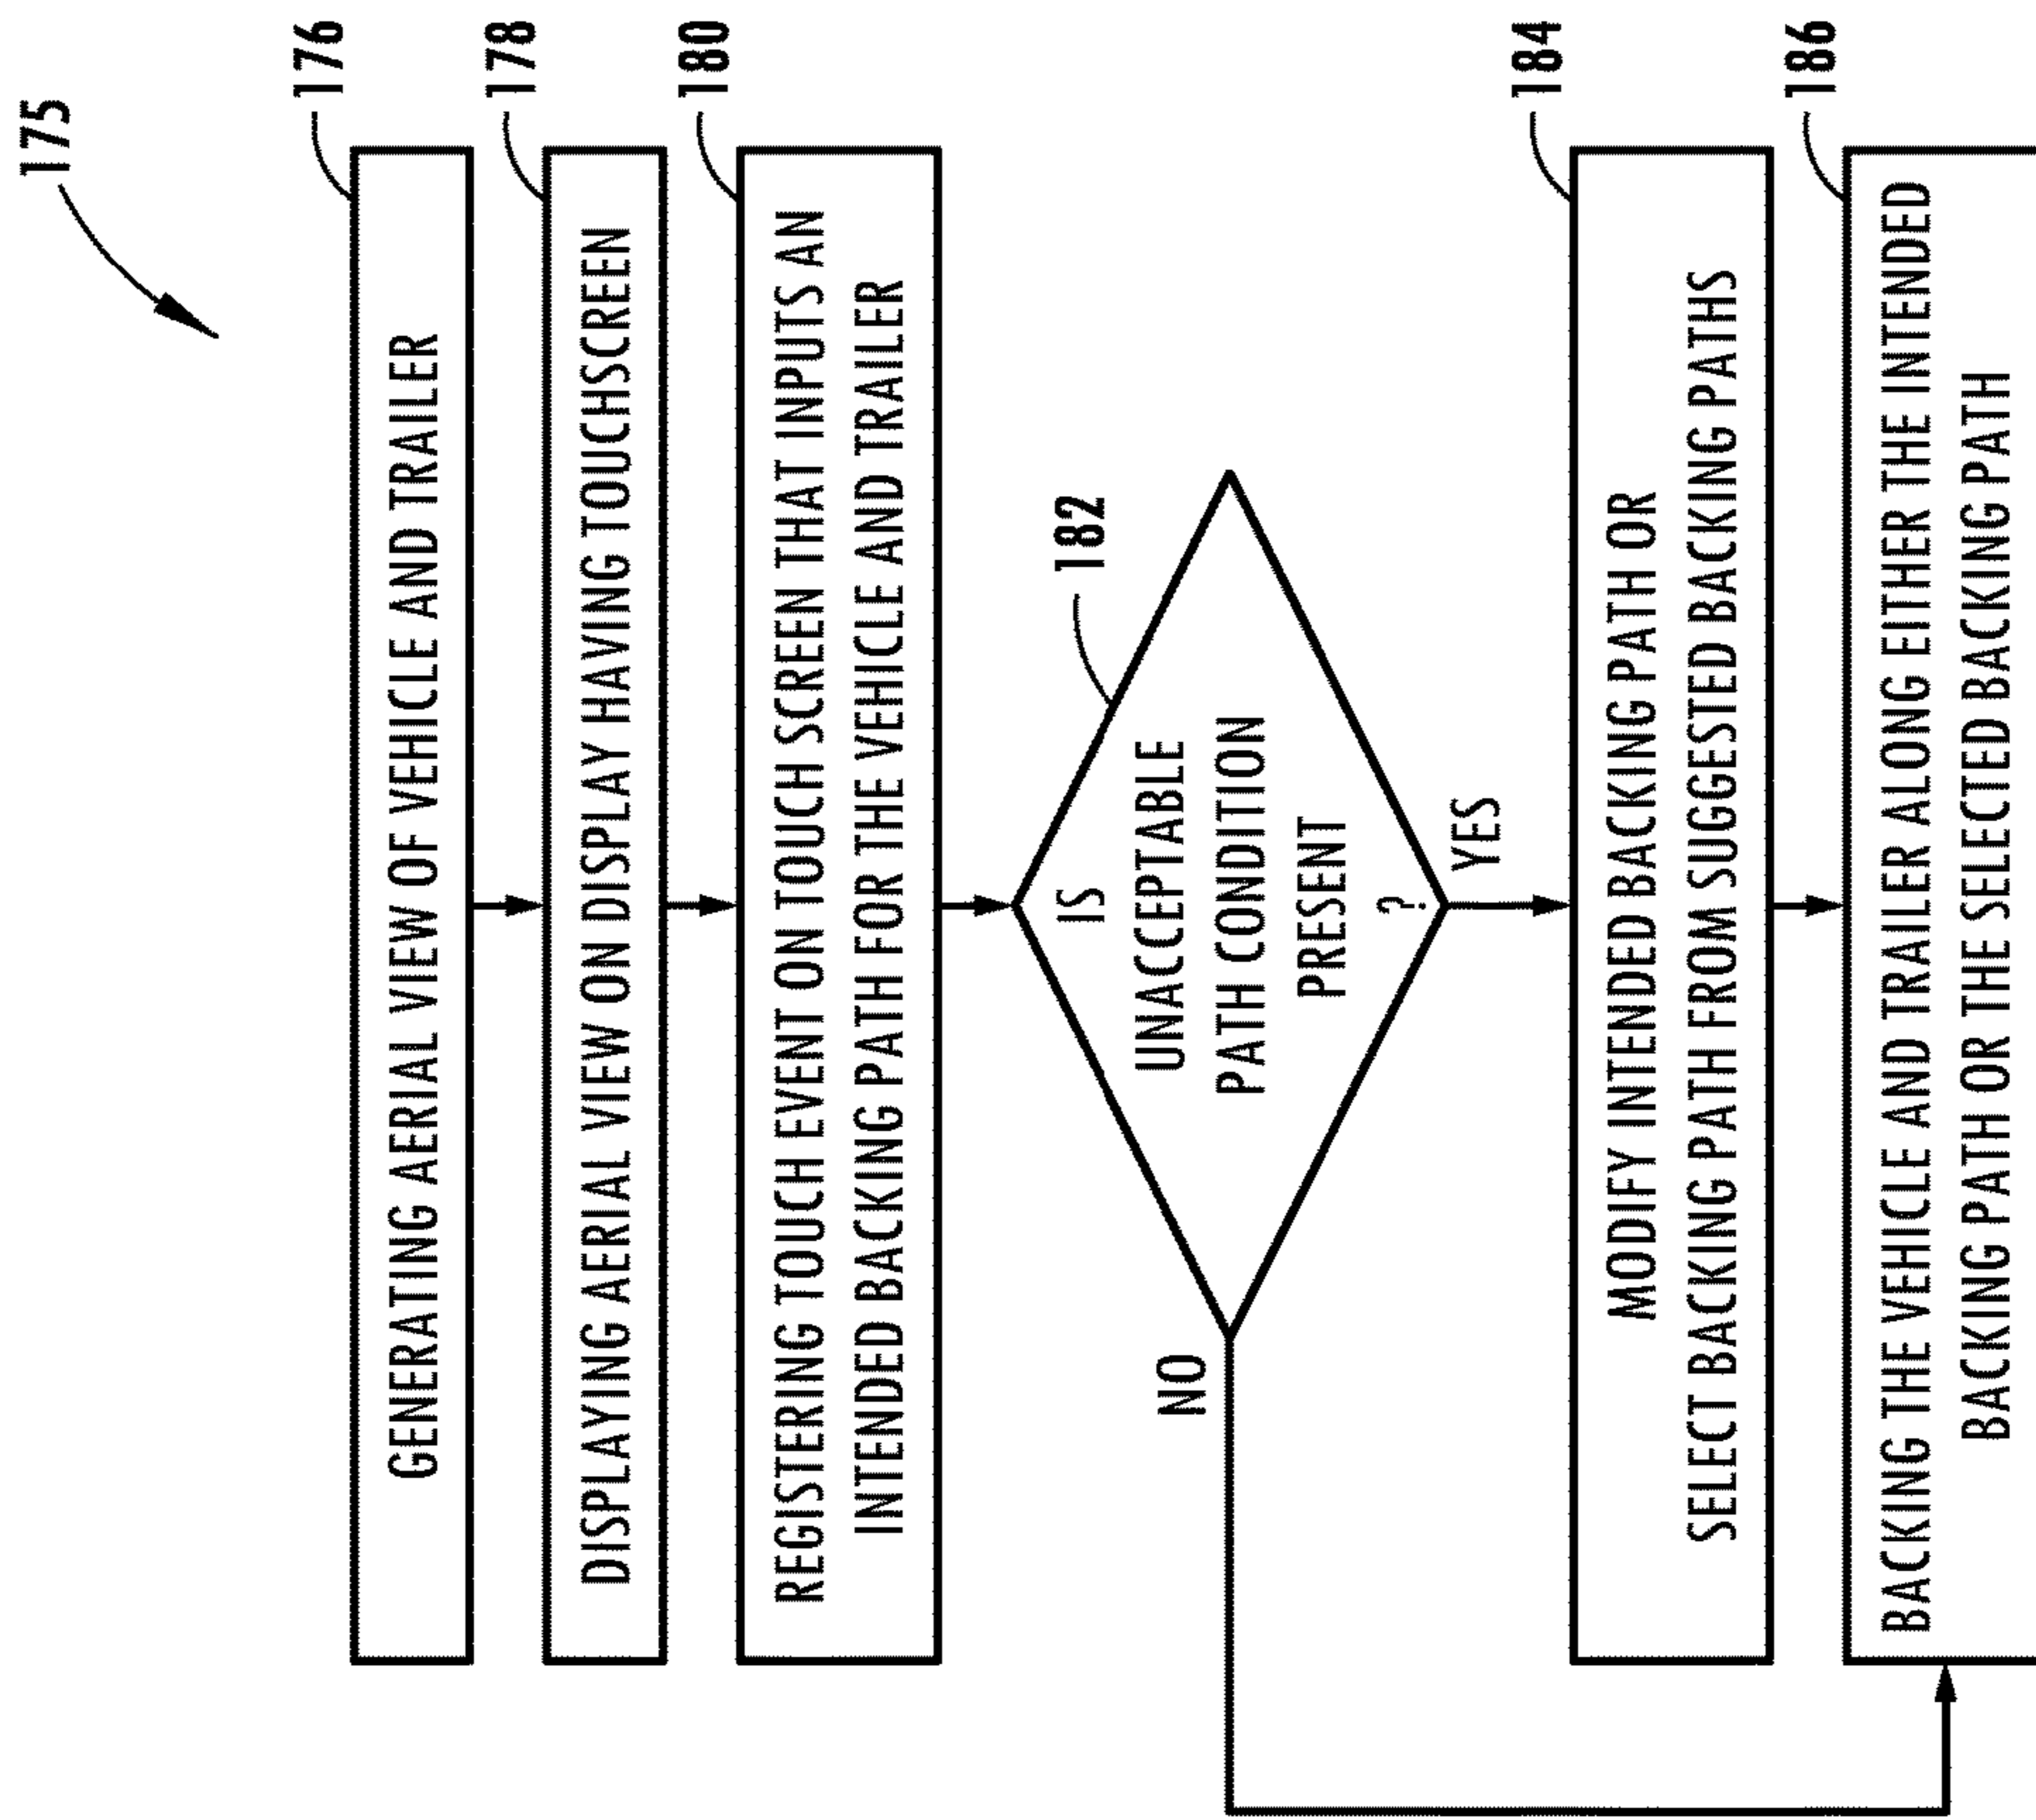 175
176
GENERATING AERIAL VIEW OF VEHICLE AND TRAILER
178
DISPLAYING AERIAL VIEW ON DISPLAY HAVING TOUCHSCREEN
180
REGISTERING TOUCH EVENT ON TOUCH SCREEN THAT INPUTS AN
INTENDED BACKING PATH FOR THE VEHICLE AND TRAILER
182
IS
UNACCEPTABLE
PATH CONDITION
PRESENT
?
NO
YES
184
MODIFY INTENDED BACKING PATH OR
SELECT BACKING PATH FROM SUGGESTED BACKING PATHS
186
BACKING THE VEHICLE AND TRAILER ALONG EITHER THE INTENDED
BACKING PATH OR THE SELECTED BACKING PATH